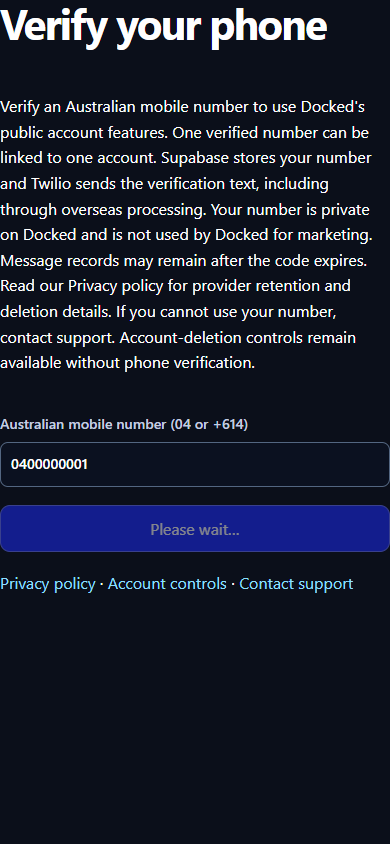 Verify your phone
Verify an Australian mobile number to use Docked's
public account features. One verified number can be
linked to one account. Supabase stores your number
and Twilio sends the verification text, including
through overseas processing. Your number is private
on Docked and is not used by Docked for marketing.
Message records may remain after the code expires.
Read our Privacy policy for provider retention and
deletion details. If you cannot use your number,
contact support. Account-deletion controls remain
available without phone verification.
Australian mobile number (04 or +614)
0400000001
Please wait...
Privacy policy · Account controls · Contact support